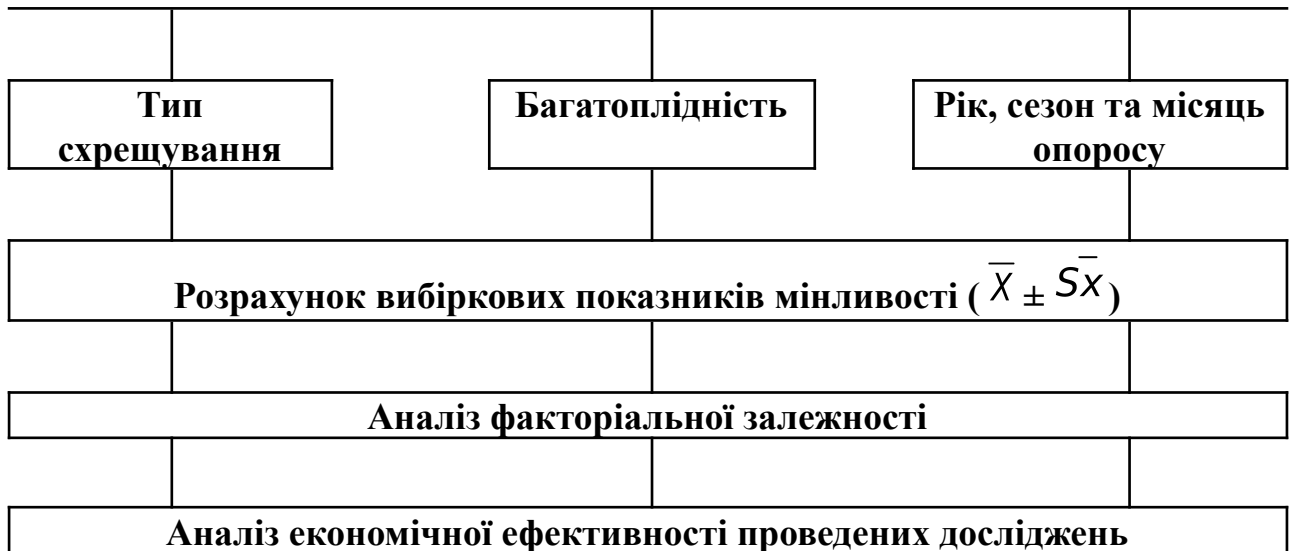 Тип
схрещування
Багатоплідність
Рік, сезон та місяць
опоросу
Розрахунок вибіркових показників мінливості ( X̅ ± Sx̅ )
Аналіз факторіальної залежності
Аналіз економічної ефективності проведених досліджень